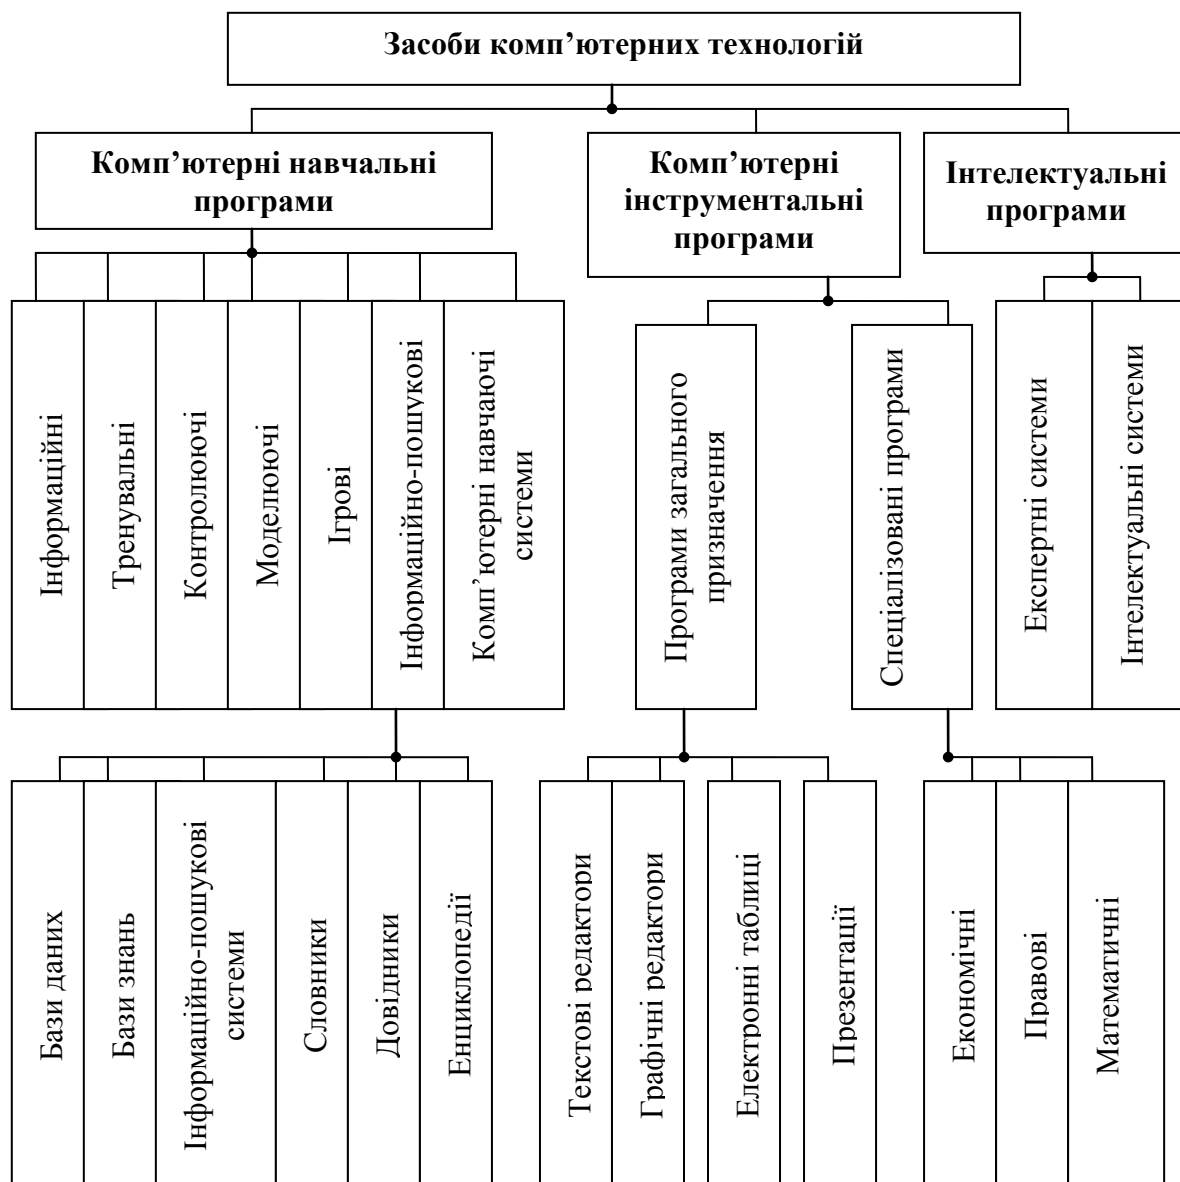 Засоби комп’ютерних технологій
Комп’ютерні навчальні
програми
Комп’ютерні
інструментальні
програми
Інтелектуальні
програми
Інформаційні
Тренувальні
Контролюючі
Моделюючі
Ігрові
Інформаційно-пошукові
Комп’ютерні навчаючі
системи
Програми загального
призначення
Спеціалізовані програми
Експертні системи
Інтелектуальні системи
Бази даних
Бази знань
Інформаційно-пошукові
системи
Словники
Довідники
Енциклопедії
Текстові редактори
Графічні редактори
Електронні таблиці
Презентації
Економічні
Правові
Математичні